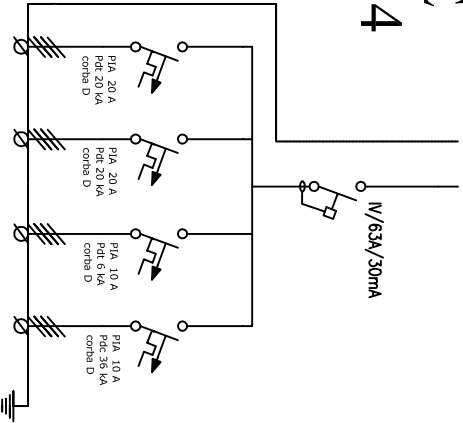 4
IV/63A/30mA
PIA 20 A
Pdt 20 kA
corba D
PIA 20 A
Pdt 20 kA
corba D
PIA 10 A
Pdt 6 kA
corba D
PIA 10 A
Pdc 36 kA
corba D